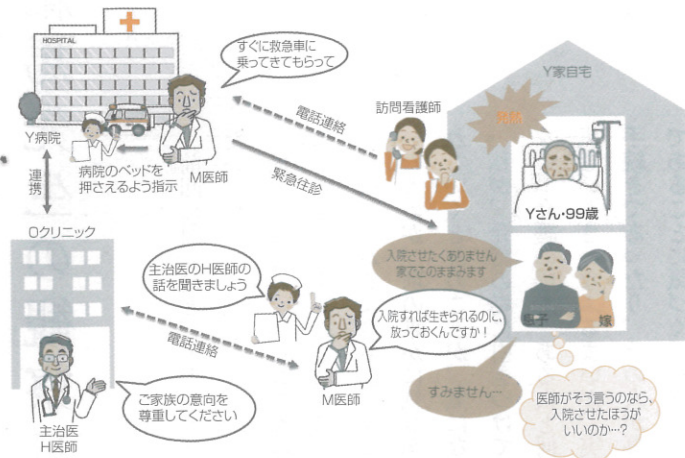 HOSPITAL
すぐに救急車に
乗ってきてもらって
Y病院
病院のベッドを
押さえるよう指示
M医師
電話連絡
訪問看護師
緊急往診
Y家自宅
Yさん・99歳
連携
Oクリニック
主治医のH医師の
話を聞きましょう
電話連絡
入院させたくありません
家でこのままみます
息子
嫁
入院すれば生きられるのに、
放っておくんですか！
M医師
すみません…
ご家族の意向を
尊重してください
主治医
H医師
医師がそう言うのなら、
入院させたほうが
いいのか…？